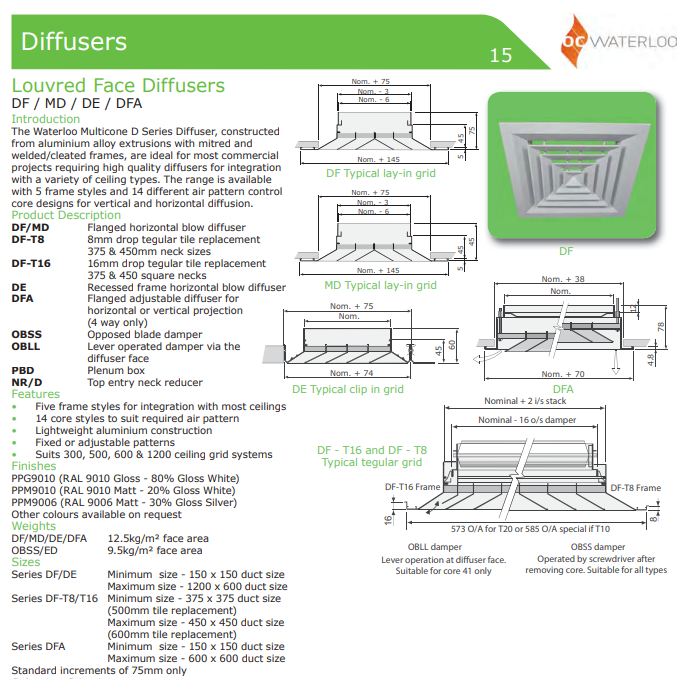 Diffusers
15
OC WATERLOO
Louvred Face Diffusers
DF / MD / DE / DFA
Introduction
The Waterloo Multicone D Series Diffuser, constructed
from aluminium alloy extrusions with mitred and
welded/cleated frames, are ideal for most commercial
projects requiring high quality diffusers for integration
with a variety of ceiling types. The range is available
with 5 frame styles and 14 different air pattern control
core designs for vertical and horizontal diffusion.
Product Description
DF/MD Flanged horizontal blow diffuser
DF-T8 8mm drop tegular tile replacement
375 & 450mm neck sizes
DF-T16 16mm drop tegular tile replacement
375 & 450 square necks
DE Recessed frame horizontal blow diffuser
DFA Flanged adjustable diffuser for
horizontal or vertical projection
(4 way only)
OBSS Opposed blade damper
OBLL Lever operated damper via the
diffuser face
PBD Plenum box
NR/D Top entry neck reducer
Features
• Five frame styles for integration with most ceilings
• 14 core styles to suit required air pattern
• Lightweight aluminium construction
• Fixed or adjustable patterns
• Suits 300, 500, 600 & 1200 ceiling grid systems
Finishes
PPG9010 (RAL 9010 Gloss - 80% Gloss White)
PPM9010 (RAL 9010 Matt - 20% Gloss White)
PPM9006 (RAL 9006 Matt - 30% Gloss Silver)
Other colours available on request
Weights
DF/MD/DE/DFA 12.5kg/m² face area
OBSS/ED 9.5kg/m² face area
Sizes
Series DF/DE Minimum size - 150 x 150 duct size
Maximum size - 1200 x 600 duct size
Series DF-T8/T16 Minimum size - 375 x 375 duct size
(500mm tile replacement)
Maximum size - 450 x 450 duct size
(600mm tile replacement)
Series DFA Minimum size - 150 x 150 duct size
Maximum size - 600 x 600 duct size
Standard increments of 75mm only
Nom. + 75
Nom. - 3
Nom. - 6
45
75
5
Nom. + 145
DF Typical lay-in grid
Nom. + 75
Nom. - 3
Nom. - 6
45
45
5
Nom. + 145
MD Typical lay-in grid
Nom. + 75
Nom.
45
60
Nom. + 74
DE Typical clip in grid
DF
Nom. + 38
Nom.
12
78
4.8
Nom. + 70
DFA
Nominal + 2 i/s stack
Nominal - 16 o/s damper
DF - T16 and DF - T8
Typical tegular grid
DF-T16 Frame
DF-T8 Frame
16
8
573 O/A for T20 or 585 O/A special if T10
OBLL damper
Lever operation at diffuser face.
Suitable for core 41 only
OBSS damper
Operated by screwdriver after
removing core. Suitable for all types